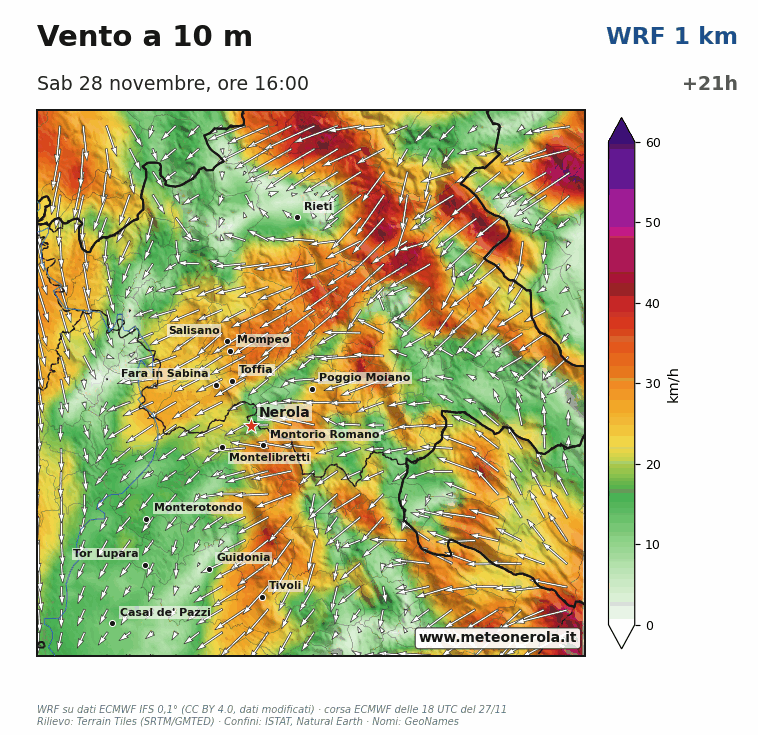 Vento a 10 m
WRF 1 km
Sab 28 novembre, ore 16:00
+21h
Rieti
Salisano
Mompeo
Fara in Sabina
Toffia
Poggio Moiano
Nerola
Montorio Romano
Montelibretti
Monterotondo
Tor Lupara
Guidonia
Tivoli
Casal de' Pazzi
www.meteonerola.it
60
50
40
30
20
10
0
km/h
WRF su dati ECMWF IFS 0,1° (CC BY 4.0, dati modificati) · corsa ECMWF delle 18 UTC del 27/11
Rilievo: Terrain Tiles (SRTM/GMTED) · Confini: ISTAT, Natural Earth · Nomi: GeoNames